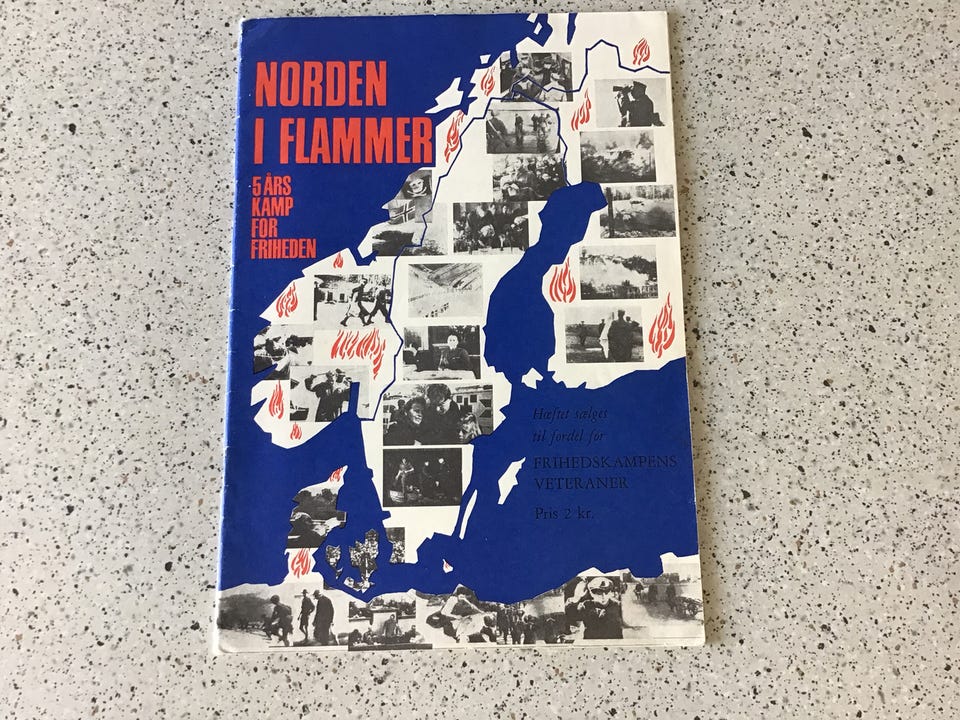 NORDEN
I FLAMMER
5 ÅRS
KAMP
FOR
FRIHEDEN
Hæftet sælges
til fordel for
FRIHEDSKAMPENS
VETERANER
Pris 2 kr.